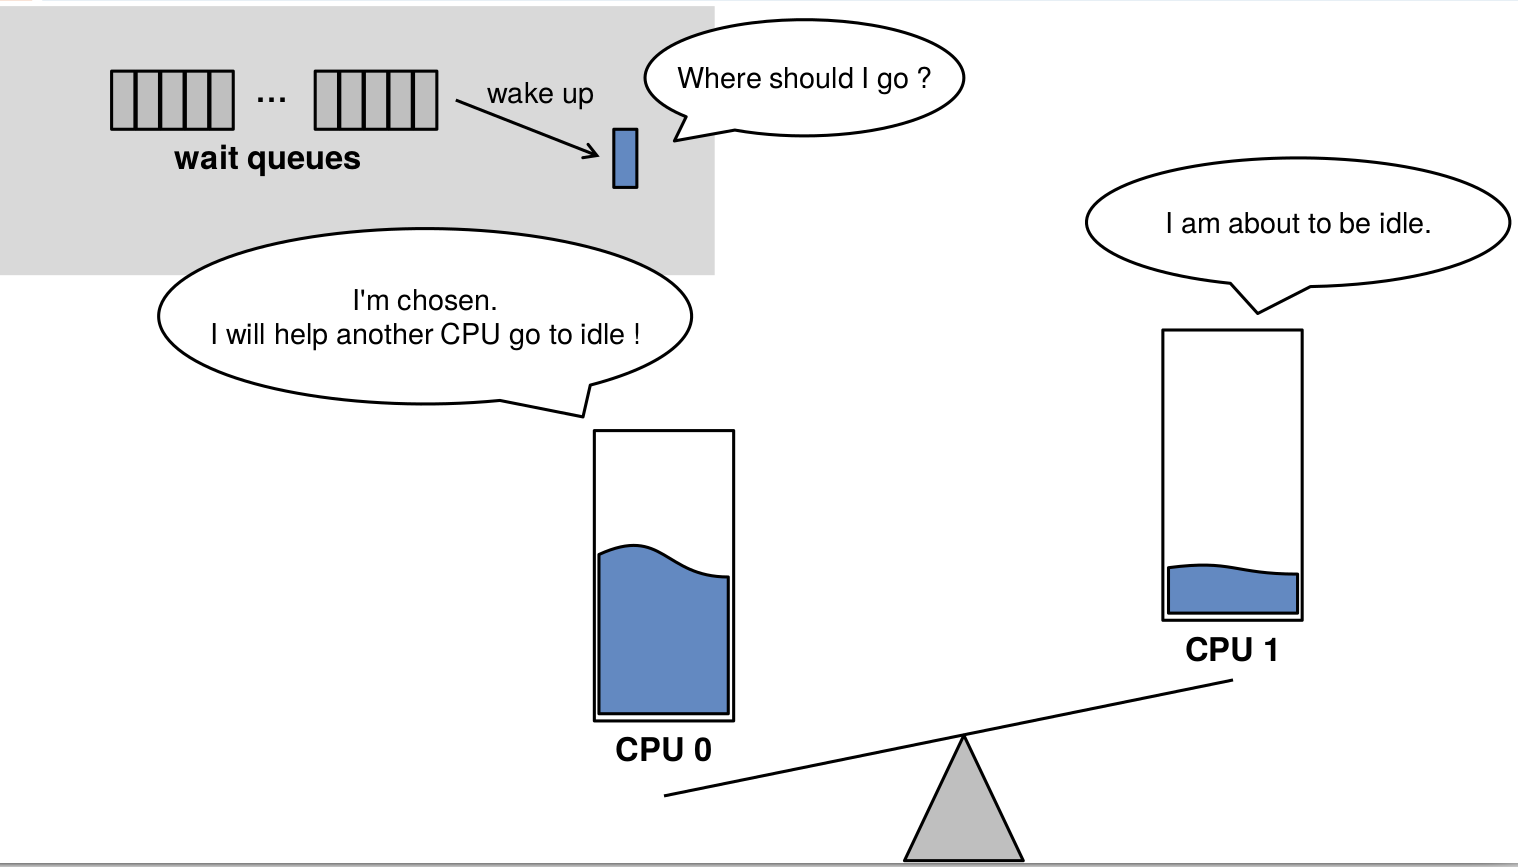 Where should I go ?
wake up
...
wait queues
I am about to be idle.
I'm chosen.
I will help another CPU go to idle !
CPU 1
CPU 0